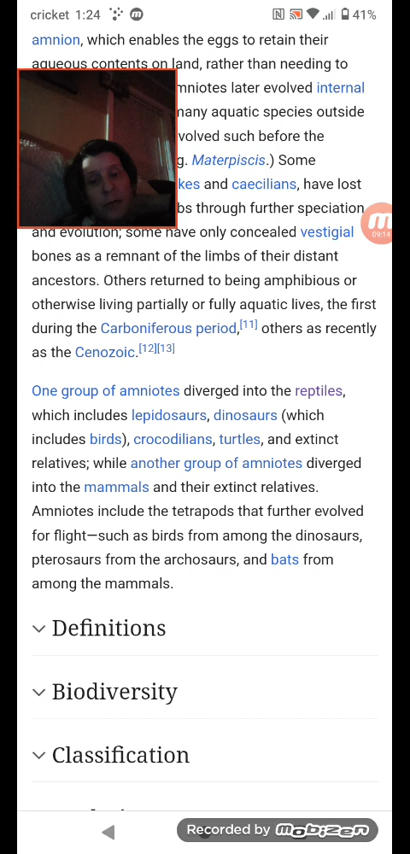 cricket 1:24 41%
amnion, which enables the eggs to retain their
aqueous contents on land, rather than needing to
mniotes later evolved internal
many aquatic species outside
volved such before the
g. Materpiscis.) Some
kes and caecilians, have lost
bs through further speciation
and evolution; some have only concealed vestigial
bones as a remnant of the limbs of their distant
ancestors. Others returned to being amphibious or
otherwise living partially or fully aquatic lives, the first
during the Carboniferous period,[11] others as recently
as the Cenozoic.[12][13]
09:14
One group of amniotes diverged into the reptiles,
which includes lepidosaurs, dinosaurs (which
includes birds), crocodilians, turtles, and extinct
relatives; while another group of amniotes diverged
into the mammals and their extinct relatives.
Amniotes include the tetrapods that further evolved
for flight—such as birds from among the dinosaurs,
pterosaurs from the archosaurs, and bats from
among the mammals.
Definitions
Biodiversity
Classification
Recorded by mobizen